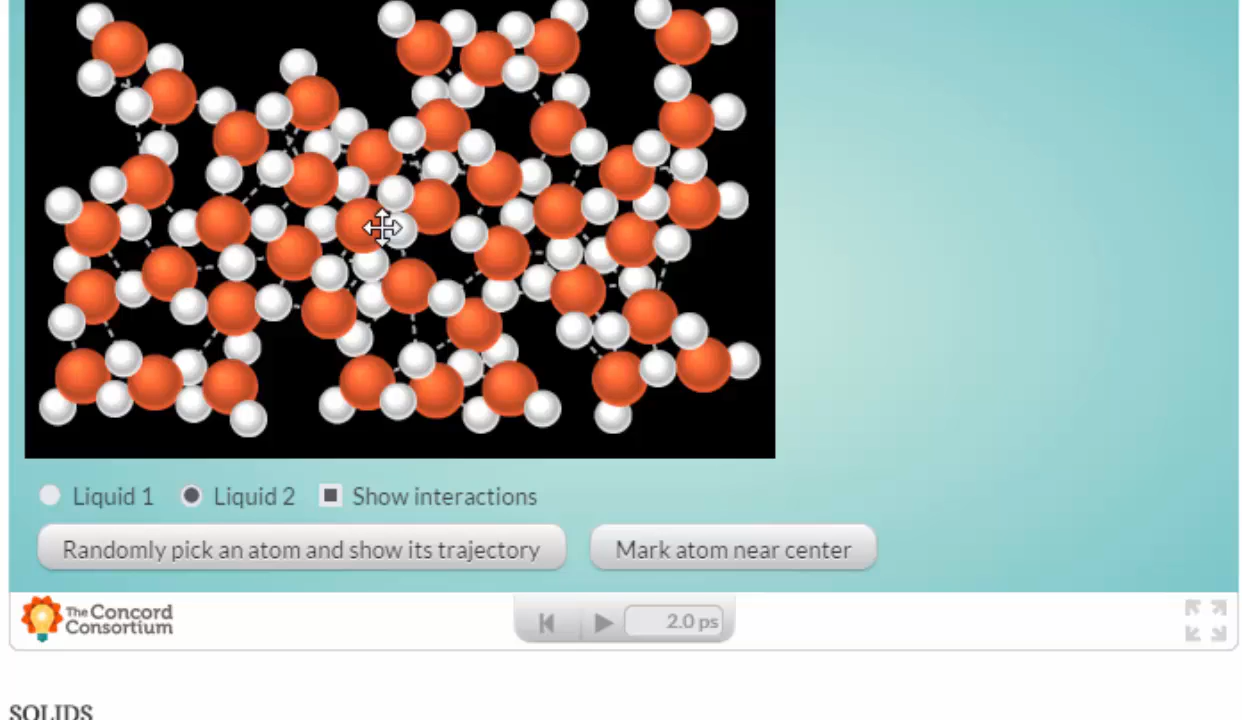 Liquid 1 Liquid 2 Show interactions
Randomly pick an atom and show its trajectory Mark atom near center
The Concord
Consortium
2.0 ps
SOLIDS